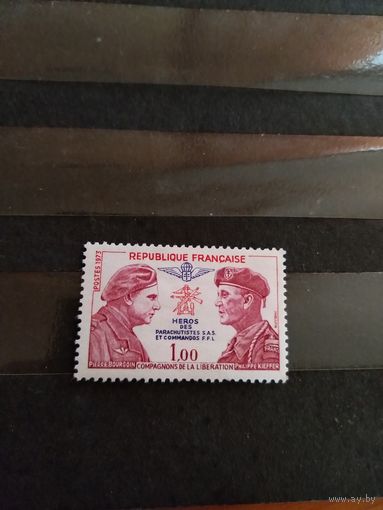 REPUBLIQUE FRANÇAISE
POSTES 1973
HEROS
DES
PARACHUTISTES S.A.S.
ET COMMANDOS F.F.L.
1.00
PIERRE BOURGOIN COMPAGNONS DE LA LIBERATION PHILIPPE KIEFFER
www.ay.by